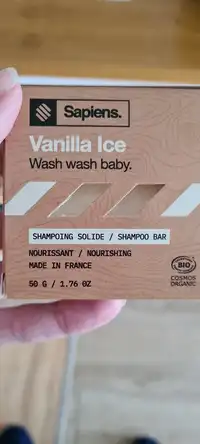 Sapiens.
Vanilla Ice
Wash wash baby.
SHAMPOING SOLIDE / SHAMPOO BAR
NOURISSANT / NOURISHING
MADE IN FRANCE
BIO
COSMOS
ORGANIC
50 G / 1.76 OZ